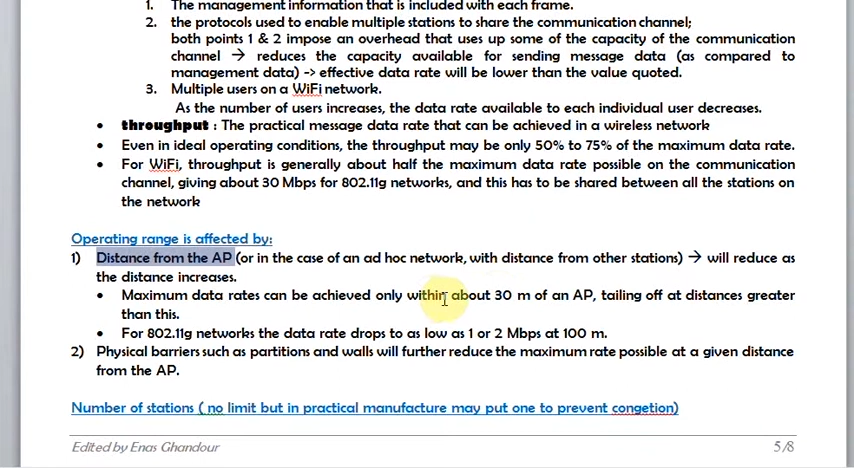 1. The management information that is included with each frame.
2. the protocols used to enable multiple stations to share the communication channel;
both points 1 & 2 impose an overhead that uses up some of the capacity of the communication
channel → reduces the capacity available for sending message data (as compared to
management data) -> effective data rate will be lower than the value quoted.
3. Multiple users on a WiFi network.
As the number of users increases, the data rate available to each individual user decreases.
• throughput : The practical message data rate that can be achieved in a wireless network
• Even in ideal operating conditions, the throughput may be only 50% to 75% of the maximum data rate.
• For WiFi, throughput is generally about half the maximum data rate possible on the communication
channel, giving about 30 Mbps for 802.11g networks, and this has to be shared between all the stations on
the network
Operating range is affected by:
1) Distance from the AP (or in the case of an ad hoc network, with distance from other stations) → will reduce as
the distance increases.
• Maximum data rates can be achieved only within about 30 m of an AP, tailing off at distances greater
than this.
• For 802.11g networks the data rate drops to as low as 1 or 2 Mbps at 100 m.
2) Physical barriers such as partitions and walls will further reduce the maximum rate possible at a given distance
from the AP.
Number of stations ( no limit but in practical manufacture may put one to prevent congetion)
Edited by Enas Ghandour 5/8